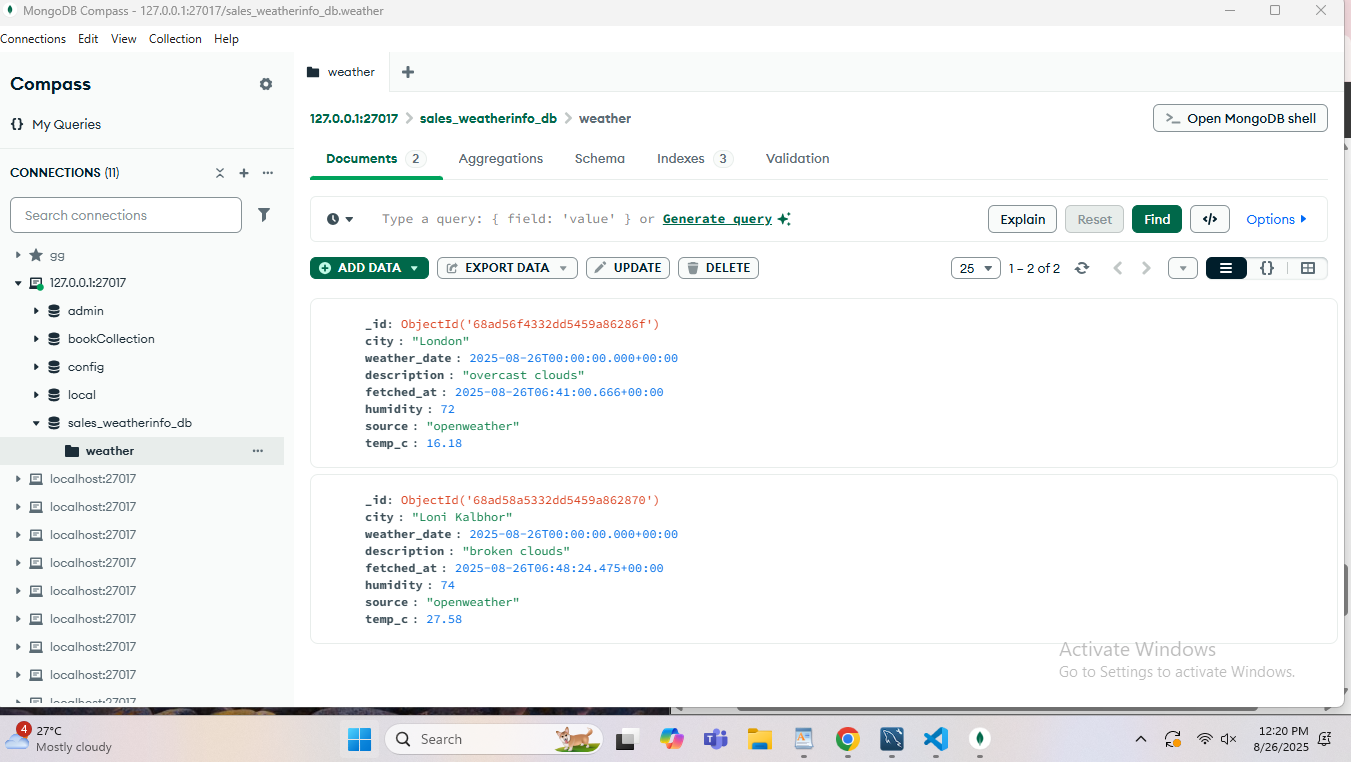 MongoDB Compass - 127.0.0.1:27017/sales_weatherinfo_db.weather
Connections Edit View Collection Help
Compass
{} My Queries
CONNECTIONS (11)
Search connections
gg
127.0.0.1:27017
admin
bookCollection
config
local
sales_weatherinfo_db
weather
localhost:27017
localhost:27017
localhost:27017
localhost:27017
localhost:27017
localhost:27017
localhost:27017
localhost:27017
localhost:27017
weather
127.0.0.1:27017 > sales_weatherinfo_db > weather
>_ Open MongoDB shell
Documents 2 Aggregations Schema Indexes 3 Validation
Type a query: { field: 'value' } or Generate query
Explain Reset Find </> Options
ADD DATA EXPORT DATA UPDATE DELETE
25 1 – 2 of 2 {}
_id: ObjectId('68ad56f4332dd5459a86286f')
city : "London"
weather_date : 2025-08-26T00:00:00.000+00:00
description : "overcast clouds"
fetched_at : 2025-08-26T06:41:00.666+00:00
humidity : 72
source : "openweather"
temp_c : 16.18
_id: ObjectId('68ad58a5332dd5459a862870')
city : "Loni Kalbhor"
weather_date : 2025-08-26T00:00:00.000+00:00
description : "broken clouds"
fetched_at : 2025-08-26T06:48:24.475+00:00
humidity : 74
source : "openweather"
temp_c : 27.58
Activate Windows
Go to Settings to activate Windows.
4
27°C
Mostly cloudy
Search
12:20 PM
8/26/2025